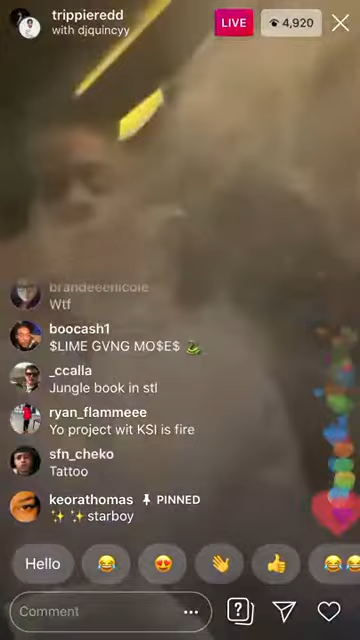 trippieredd
with djquincyy
LIVE
4,920
brandeeenicole
Wtf
boocash1
$LIME GVNG MO$E$ 🐍
_ccalla
Jungle book in stl
ryan_flammeee
Yo project wit KSI is fire
sfn_cheko
Tattoo
keorathomas PINNED
✨ ✨starboy
Hello 😂 😍 👋 👍 😂😂
Comment ...